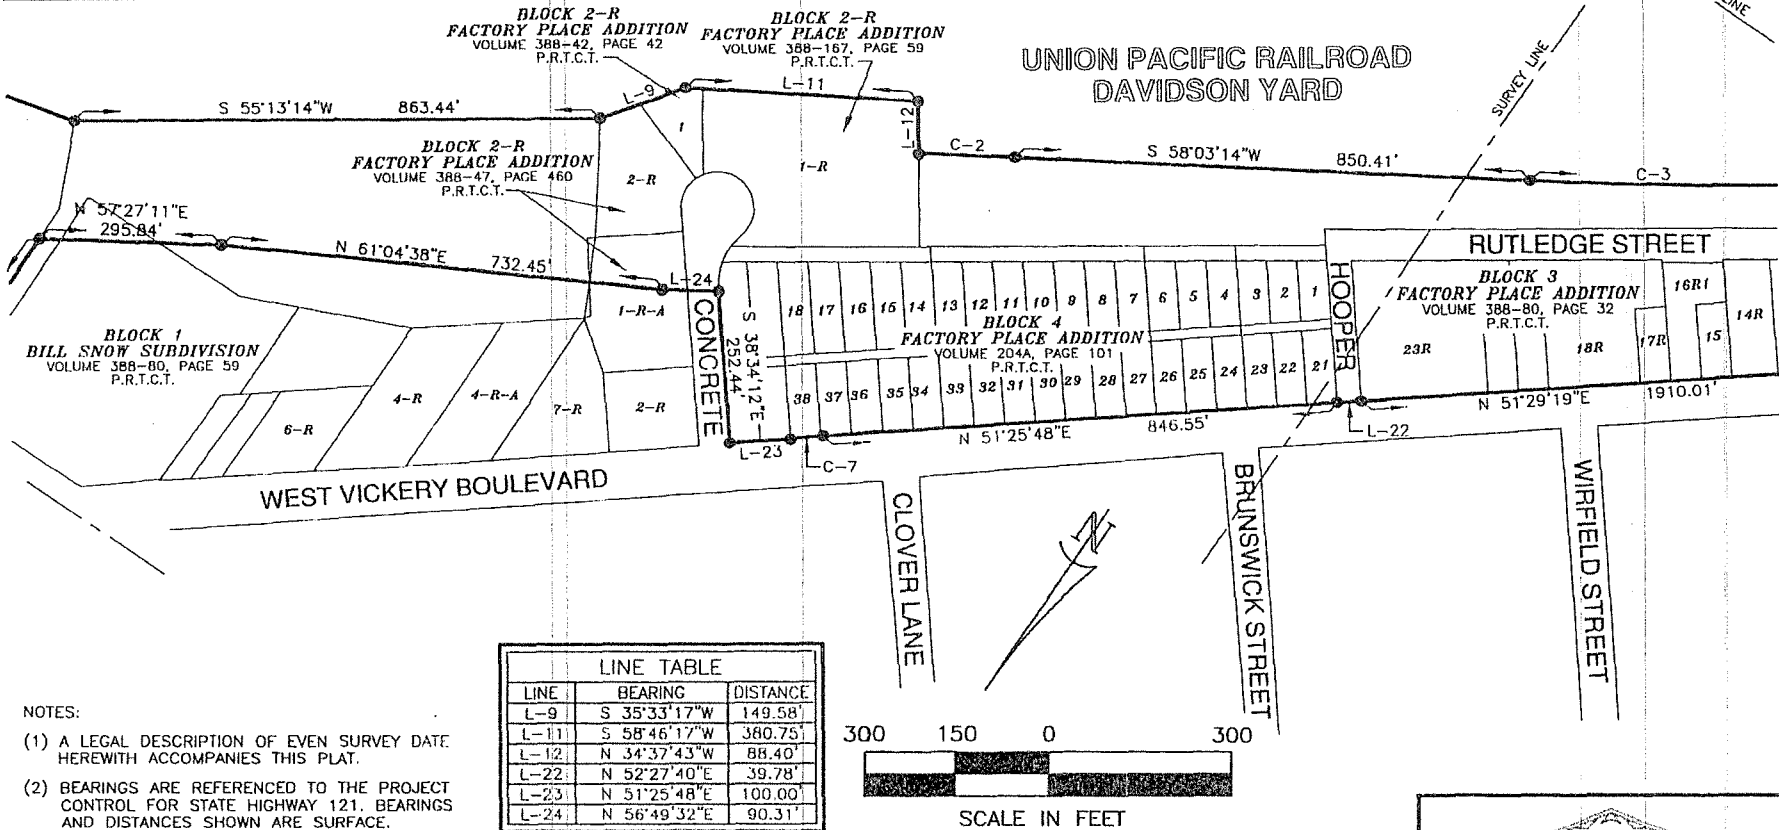 BLOCK 2-R
FACTORY PLACE ADDITION
VOLUME 388-42, PAGE 42
P.R.T.C.T.
BLOCK 2-R
FACTORY PLACE ADDITION
VOLUME 388-167, PAGE 59
P.R.T.C.T.
UNION PACIFIC RAILROAD
DAVIDSON YARD
SURVEY LINE
LINE
S 55°13'14"W 863.44'
L-9
L-11
L-12
C-2
S 58°03'14"W 850.41'
C-3
BLOCK 2-R
FACTORY PLACE ADDITION
VOLUME 388-47, PAGE 460
P.R.T.C.T.
1
2-R
1-R
N 57°27'11"E
295.84'
N 61°04'38"E 732.45'
L-24
RUTLEDGE STREET
HOOPER
BLOCK 3
FACTORY PLACE ADDITION
VOLUME 388-80, PAGE 32
P.R.T.C.T.
16R1
14R
15
17R
18R
23R
1-R-A
CONCRETE
S 38°34'12"E
252.44'
18 17 16 15 14 13 12 11 10 9 8 7 6 5 4 3 2 1
BLOCK 4
FACTORY PLACE ADDITION
VOLUME 204A, PAGE 101
P.R.T.C.T.
38 37 36 35 34 33 32 31 30 29 28 27 26 25 24 23 22 21
BLOCK 1
BILL SNOW SUBDIVISION
VOLUME 388-80, PAGE 59
P.R.T.C.T.
6-R
4-R
4-R-A
7-R
2-R
L-23
C-7
N 51°25'48"E 846.55'
L-22
N 51°29'19"E 1910.01'
WEST VICKERY BOULEVARD
CLOVER LANE
BRUNSWICK STREET
WIRFIELD STREET
N
LINE TABLE
LINE BEARING DISTANCE
L-9 S 35°33'17"W 149.58'
L-11 S 58°46'17"W 380.75'
L-12 N 34°37'43"W 88.40'
L-22 N 52°27'40"E 39.78'
L-23 N 51°25'48"E 100.00'
L-24 N 56°49'32"E 90.31'
300 150 0 300
SCALE IN FEET
NOTES:
(1) A LEGAL DESCRIPTION OF EVEN SURVEY DATE
HEREWITH ACCOMPANIES THIS PLAT.
(2) BEARINGS ARE REFERENCED TO THE PROJECT
CONTROL FOR STATE HIGHWAY 121. BEARINGS
AND DISTANCES SHOWN ARE SURFACE.